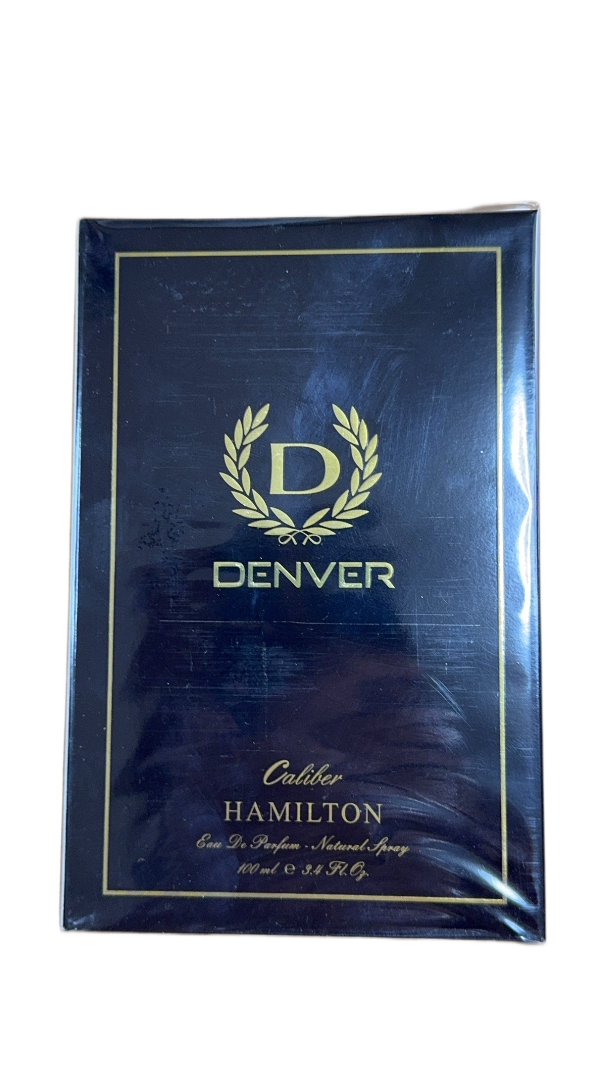 D
DENVER
Caliber
HAMILTON
Eau De Parfum - Natural Spray
100 ml e 3.4 Fl.Oz.